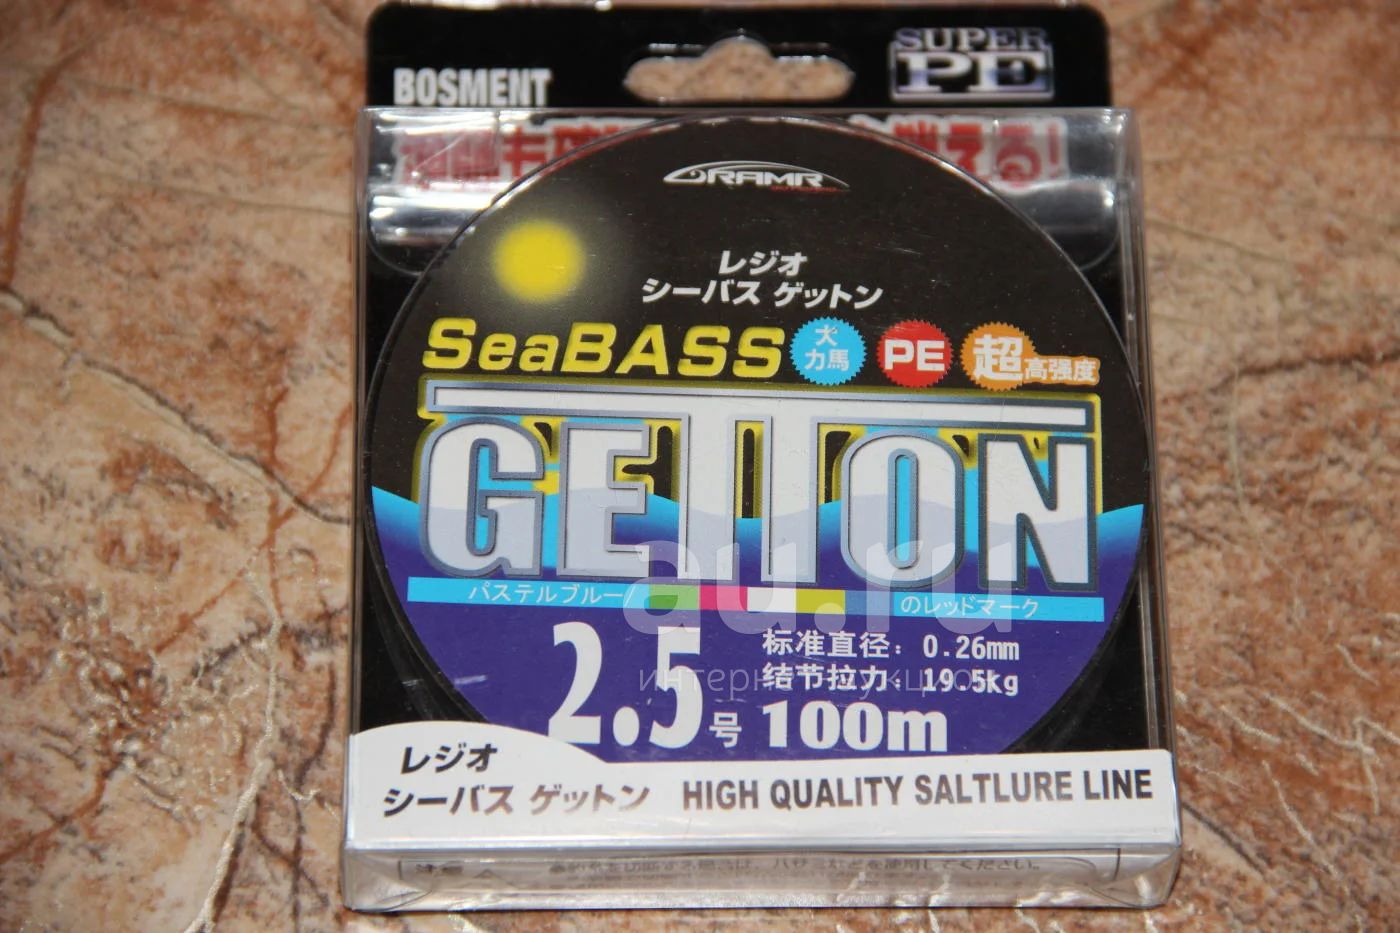 SUPER
PE
BOSMENT
RAMR
レジオ
シーバス ゲットン
SeaBASS
大
力馬
PE
超高强度
GETTON
パステルブルー
のレッドマーク
au.ru
2.5号
标准直径: 0.26mm
结节拉力: 19.5kg
100m
レジオ
シーバス ゲットン
HIGH QUALITY SALTLURE LINE